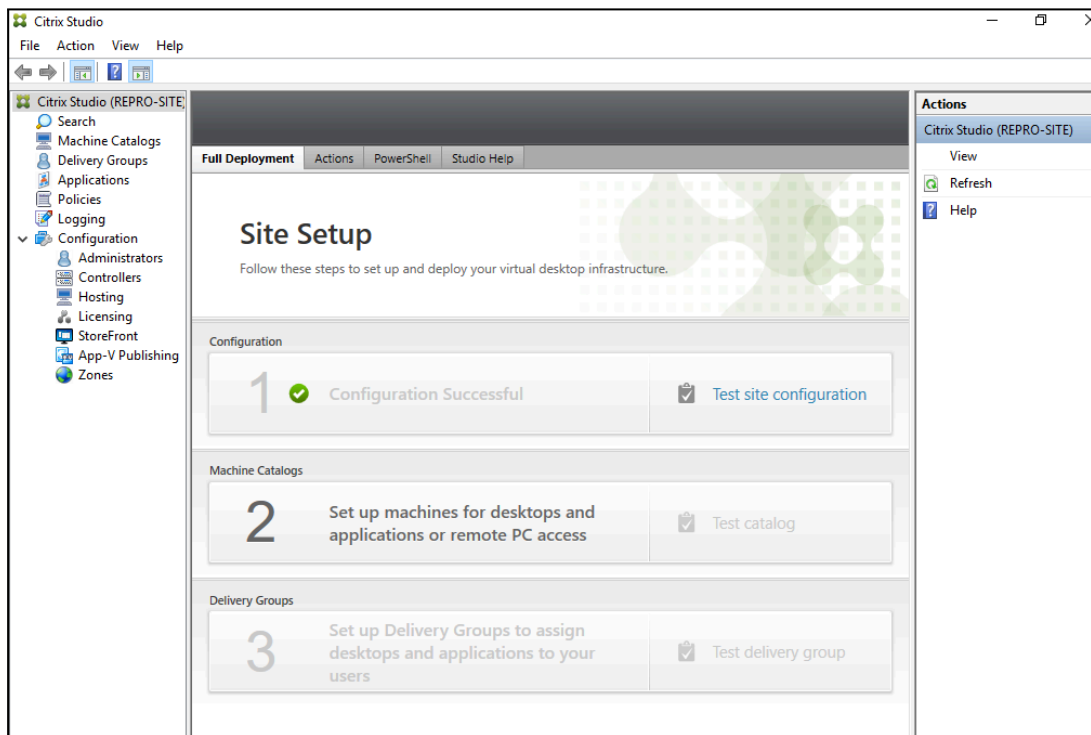 Citrix Studio
File Action View Help
Citrix Studio (REPRO-SITE)
Search
Machine Catalogs
Delivery Groups
Applications
Policies
Logging
Configuration
Administrators
Controllers
Hosting
Licensing
StoreFront
App-V Publishing
Zones
Full Deployment Actions PowerShell Studio Help
Site Setup
Follow these steps to set up and deploy your virtual desktop infrastructure.
Configuration
1 Configuration Successful Test site configuration
Machine Catalogs
2 Set up machines for desktops and
applications or remote PC access
Test catalog
Delivery Groups
3 Set up Delivery Groups to assign
desktops and applications to your
users
Test delivery group
Actions
Citrix Studio (REPRO-SITE)
View
Refresh
Help